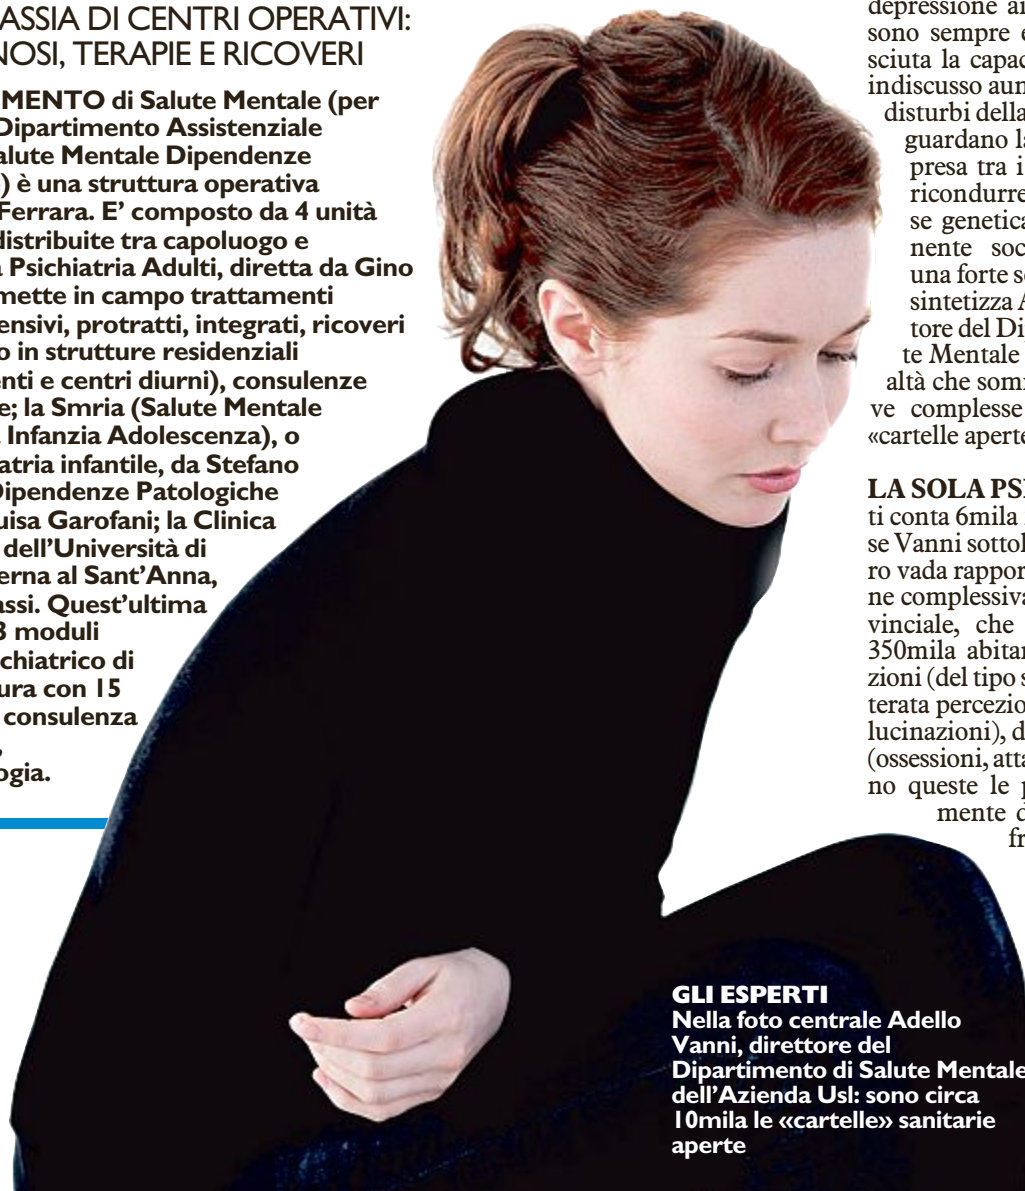 ASSIA DI CENTRI OPERATIVI:
NOSI, TERAPIE E RICOVERI
MENTO di Salute Mentale (per
Dipartimento Assistenziale
alute Mentale Dipendenze
) è una struttura operativa
Ferrara. E' composto da 4 unità
distribuite tra capoluogo e
a Psichiatria Adulti, diretta da Gino
mette in campo trattamenti
ensivi, protratti, integrati, ricoveri
o in strutture residenziali
enti e centri diurni), consulenze
e; la Smria (Salute Mentale
Infanzia Adolescenza), o
atria infantile, da Stefano
Dipendenze Patologiche
uisa Garofani; la Clinica
dell'Università di
erna al Sant'Anna,
assi. Quest'ultima
3 moduli
chiatrico di
ura con 15
consulenza
,
ogia.
depressione an
sono sempre e
sciuta la capac
indiscusso aun
disturbi della
guardano la
presa tra i
ricondurre
se genetica
nente soc
una forte so
sintetizza A
tore del Dip
te Mentale
altà che somm
ve complesse
«cartelle aperte
LA SOLA PSI
ti conta 6mila
se Vanni sottol
ro vada rappor
ne complessiva
vinciale, che
350mila abitan
zioni (del tipo s
terata percezio
lucinazioni), d
(ossessioni, atta
no queste le p
mente d
fr
GLI ESPERTI
Nella foto centrale Adello
Vanni, direttore del
Dipartimento di Salute Mentale
dell'Azienda Usl: sono circa
10mila le «cartelle» sanitarie
aperte